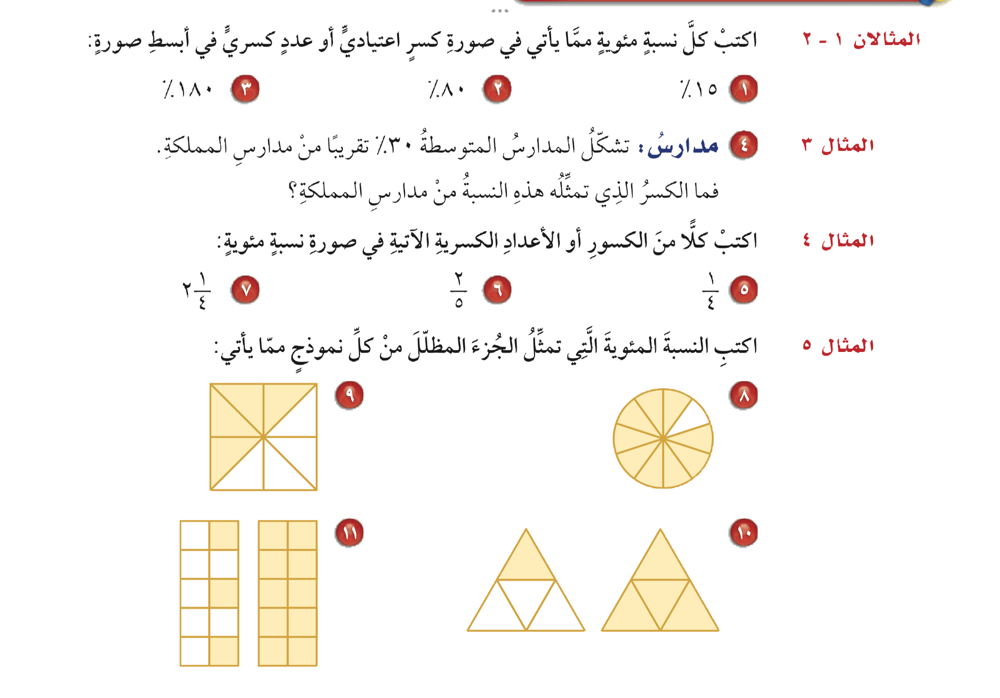 المثالان ١ - ٢ اكتبْ كلَّ نسبةٍ مئويةٍ ممَّا يأتي في صورةِ كسرٍ اعتياديٍّ أو عددٍ كسريٍّ في أبسطِ صورةٍ:
١ ١٥٪ ٢ ٨٠٪ ٣ ١٨٠٪
المثال ٣ ٤ مدارسُ: تشكّلُ المدارسُ المتوسطةُ ٣٠٪ تقريبًا منْ مدارسِ المملكةِ.
فما الكسرُ الذِي تمثِّلُه هذهِ النسبةُ منْ مدارسِ المملكةِ؟
المثال ٤ اكتبْ كلًّا منَ الكسورِ أو الأعدادِ الكسريةِ الآتيةِ في صورةِ نسبةٍ مئويةٍ:
٥ ١/٤ ٦ ٢/٥ ٧ ٢ ١/٤
المثال ٥ اكتبِ النسبةَ المئويةَ الَّتِي تمثِّلُ الجُزءَ المظلّلَ منْ كلِّ نموذجٍ ممّا يأتي:
٨ ٩
١٠ ١١